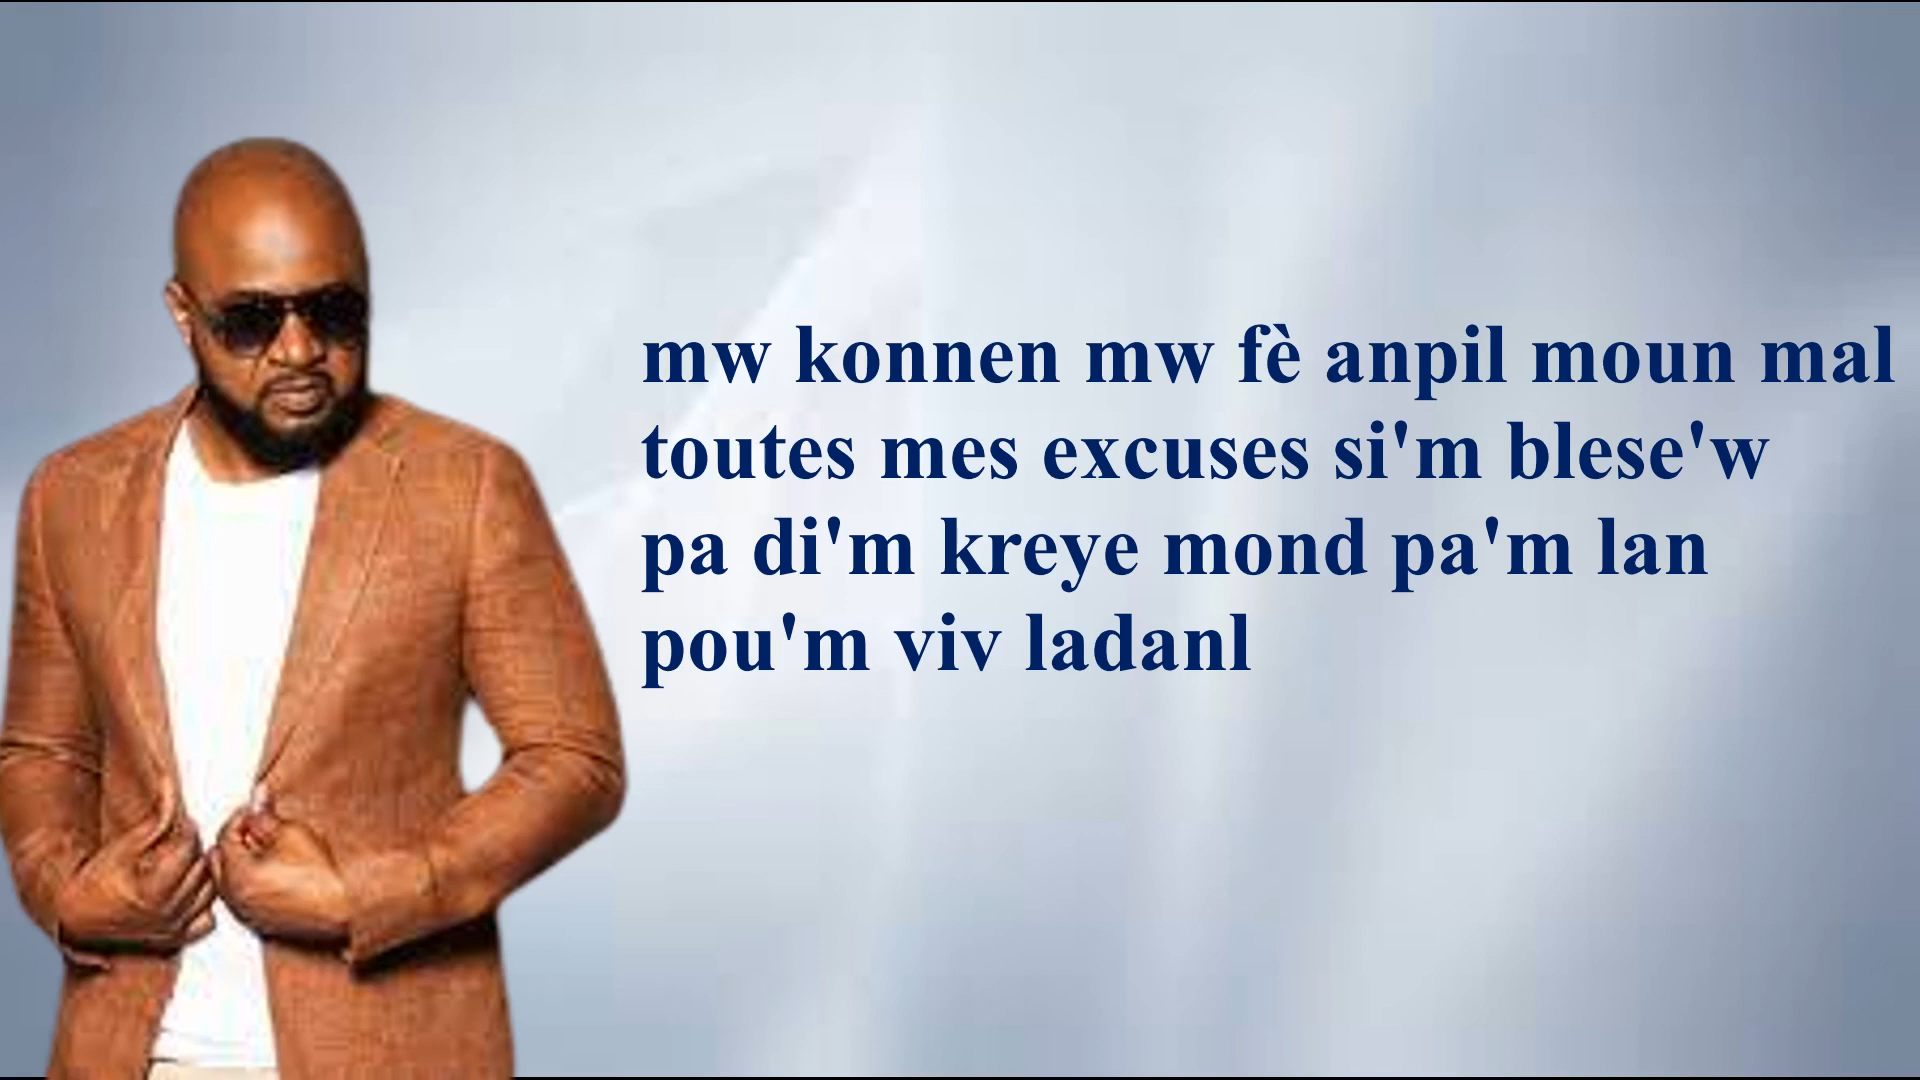 mw konnen mw fè anpil moun mal
toutes mes excuses si'm blese'w
pa di'm kreye mond pa'm lan
pou'm viv ladanl